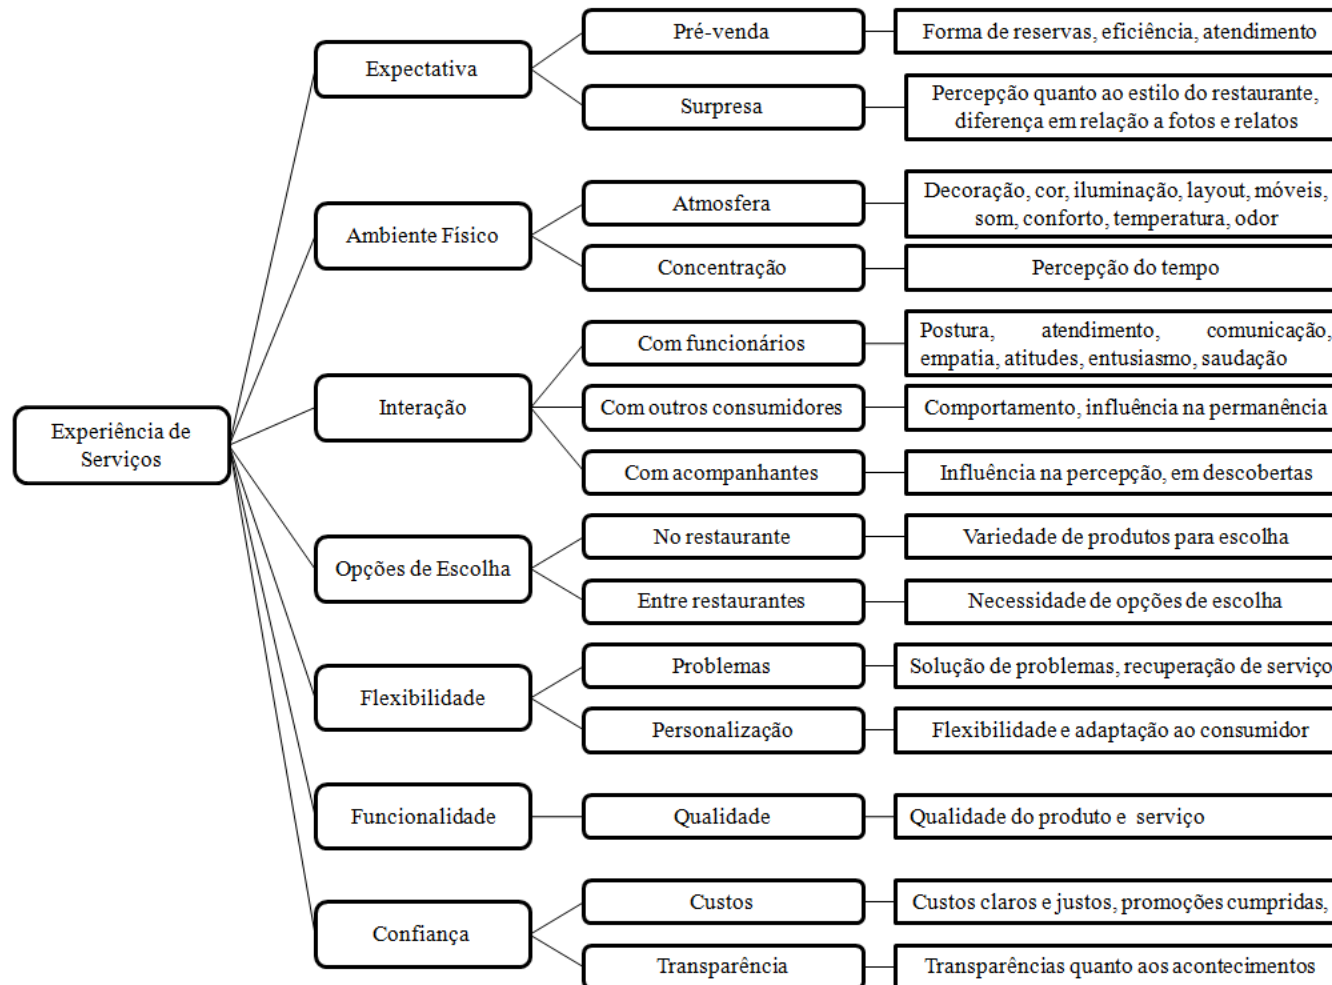 Pré-venda
Forma de reservas, eficiência, atendimento
Expectativa
Surpresa
Percepção quanto ao estilo do restaurante,
diferença em relação a fotos e relatos
Atmosfera
Decoração, cor, iluminação, layout, móveis,
som, conforto, temperatura, odor
Ambiente Físico
Concentração
Percepção do tempo
Com funcionários
Postura, atendimento, comunicação,
empatia, atitudes, entusiasmo, saudação
Interação
Com outros consumidores
Comportamento, influência na permanência
Experiência de
Serviços
Com acompanhantes
Influência na percepção, em descobertas
No restaurante
Variedade de produtos para escolha
Opções de Escolha
Entre restaurantes
Necessidade de opções de escolha
Problemas
Solução de problemas, recuperação de serviço
Flexibilidade
Personalização
Flexibilidade e adaptação ao consumidor
Funcionalidade
Qualidade
Qualidade do produto e serviço
Custos
Custos claros e justos, promoções cumpridas,
Confiança
Transparência
Transparências quanto aos acontecimentos